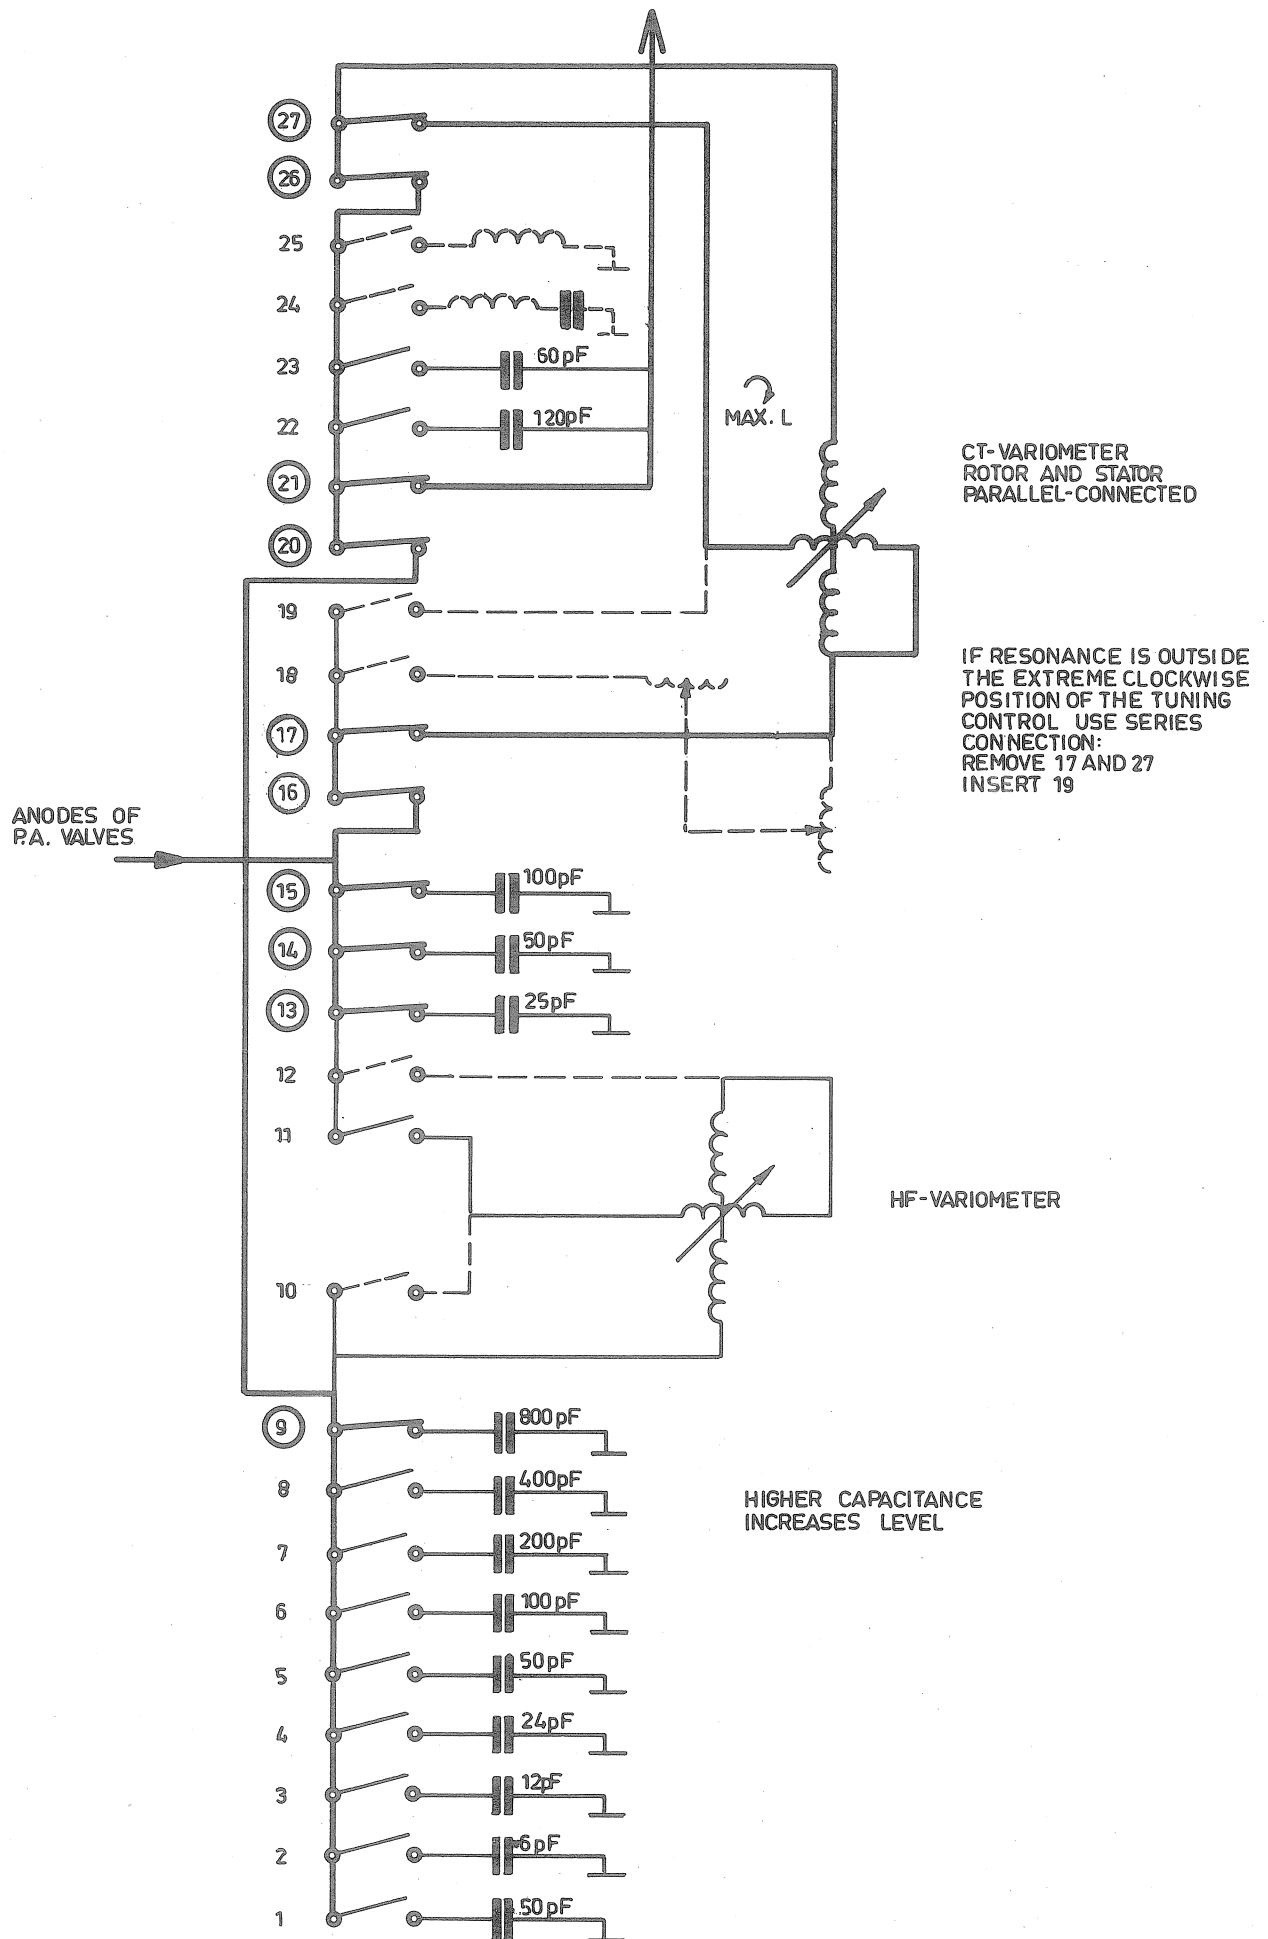 27
26
25
24
23
60pF
22
120pF
MAX. L
CT-VARIOMETER
ROTOR AND STATOR
PARALLEL-CONNECTED
21
20
19
18
17
16
IF RESONANCE IS OUTSIDE
THE EXTREME CLOCKWISE
POSITION OF THE TUNING
CONTROL USE SERIES
CONNECTION:
REMOVE 17 AND 27
INSERT 19
ANODES OF
P.A. VALVES
15
100pF
14
50pF
13
25pF
12
11
HF-VARIOMETER
10
9
800pF
8
400pF
HIGHER CAPACITANCE
INCREASES LEVEL
7
200pF
6
100pF
5
50pF
4
24pF
3
12pF
2
6pF
1
50pF